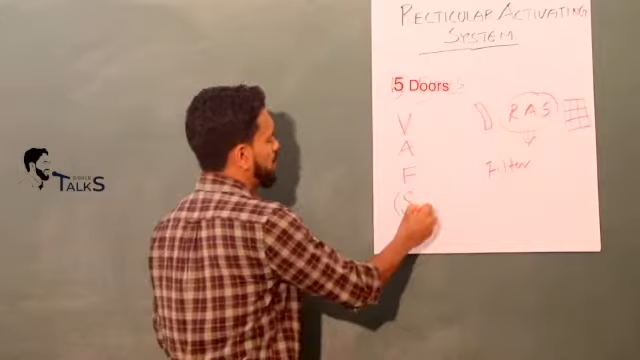 RECTICULAR ACTIVATING
SYSTEM
5 Doors
V
RAS
A
F
Filter
S
TALKS